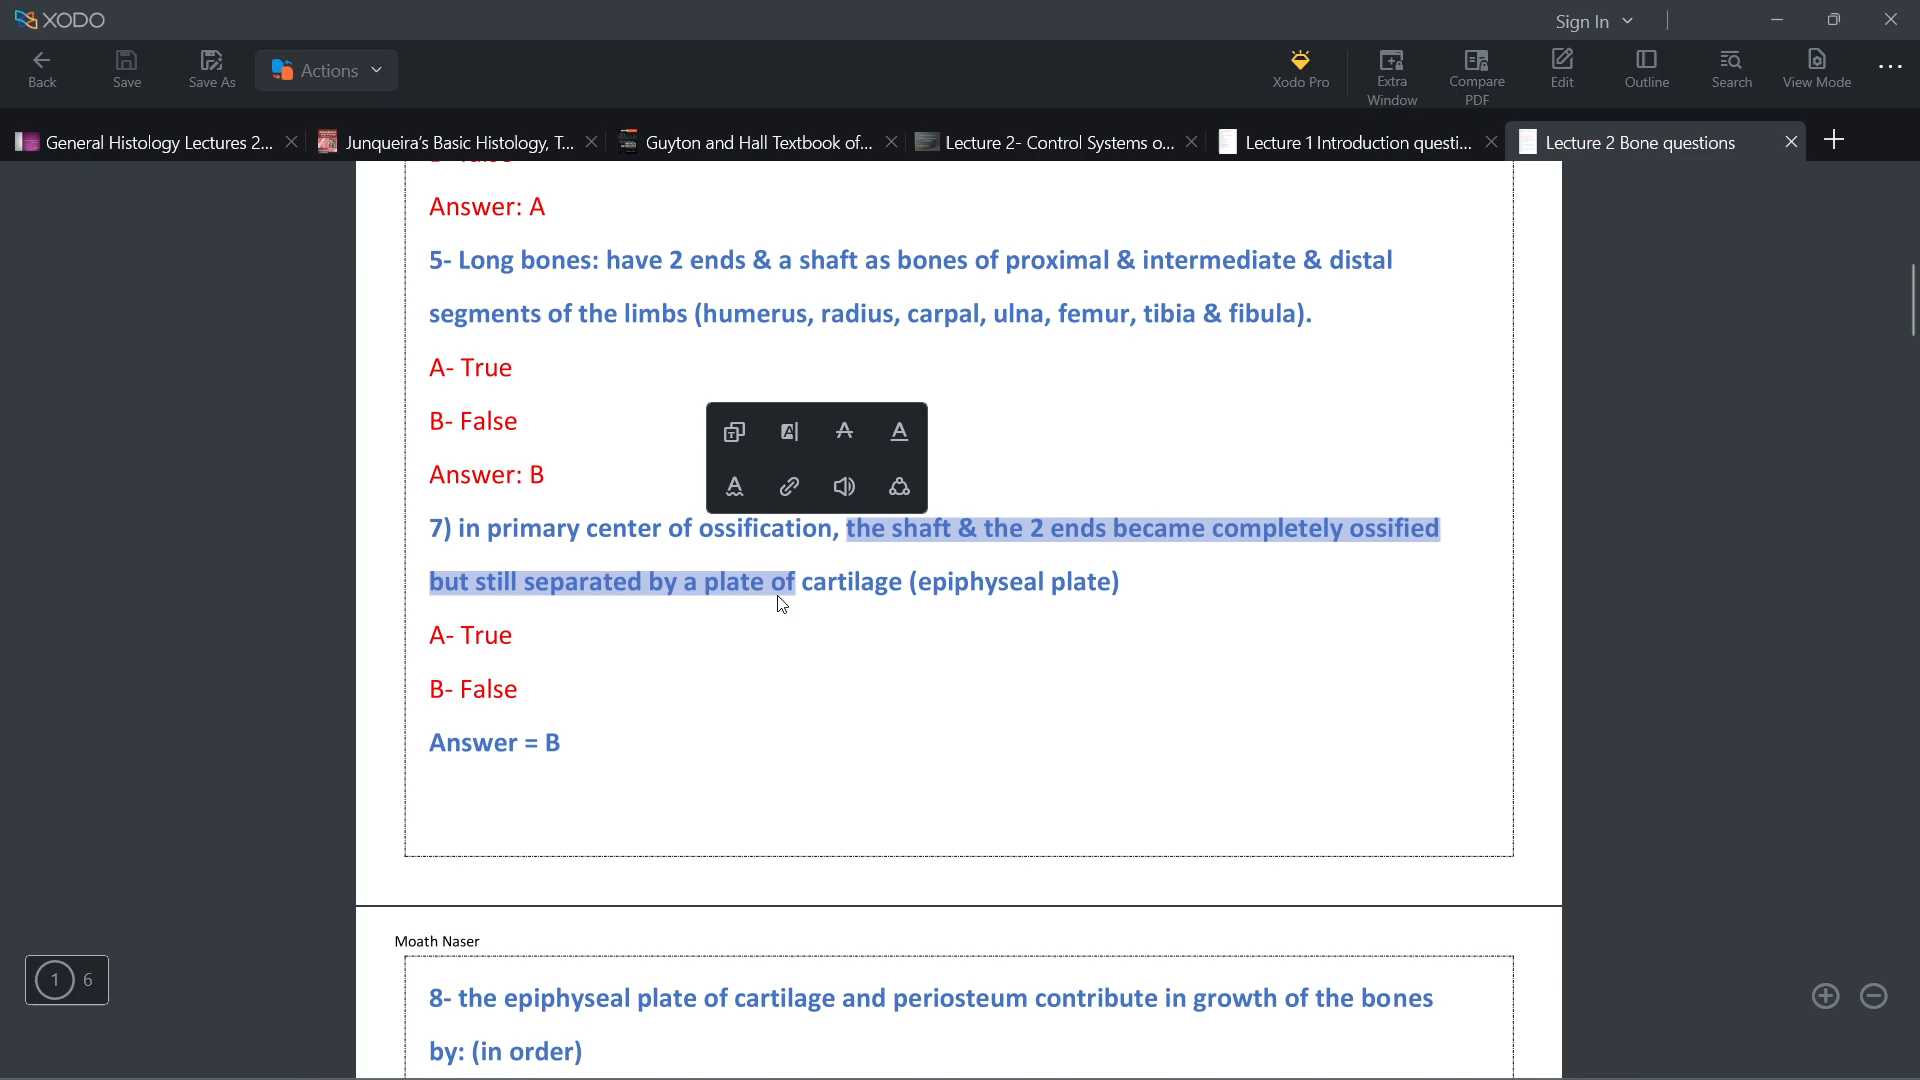 XODO
Sign In
Back
Save
Save As
Actions
Xodo Pro
Extra Window
Compare PDF
Edit
Outline
Search
View Mode
General Histology Lectures 2...
Junqueira's Basic Histology, T...
Guyton and Hall Textbook of...
Lecture 2- Control Systems o...
Lecture 1 Introduction questi...
Lecture 2 Bone questions
Answer: A
5- Long bones: have 2 ends & a shaft as bones of proximal & intermediate & distal
segments of the limbs (humerus, radius, carpal, ulna, femur, tibia & fibula).
A- True
B- False
Answer: B
7) in primary center of ossification, the shaft & the 2 ends became completely ossified
but still separated by a plate of cartilage (epiphyseal plate)
A- True
B- False
Answer = B
Moath Naser
8- the epiphyseal plate of cartilage and periosteum contribute in growth of the bones
by: (in order)
1 6